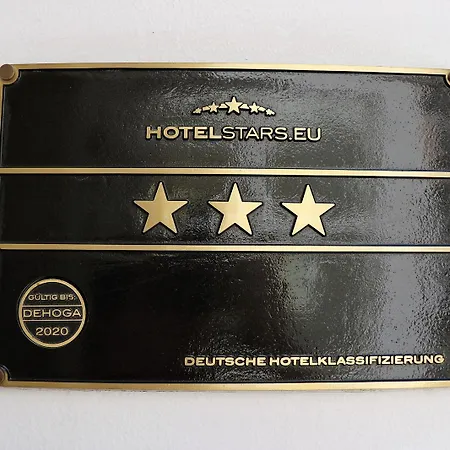 HOTELSTARS.EU
GÜLTIG BIS:
DEHOGA
2020
DEUTSCHE HOTELKLASSIFIZIERUNG